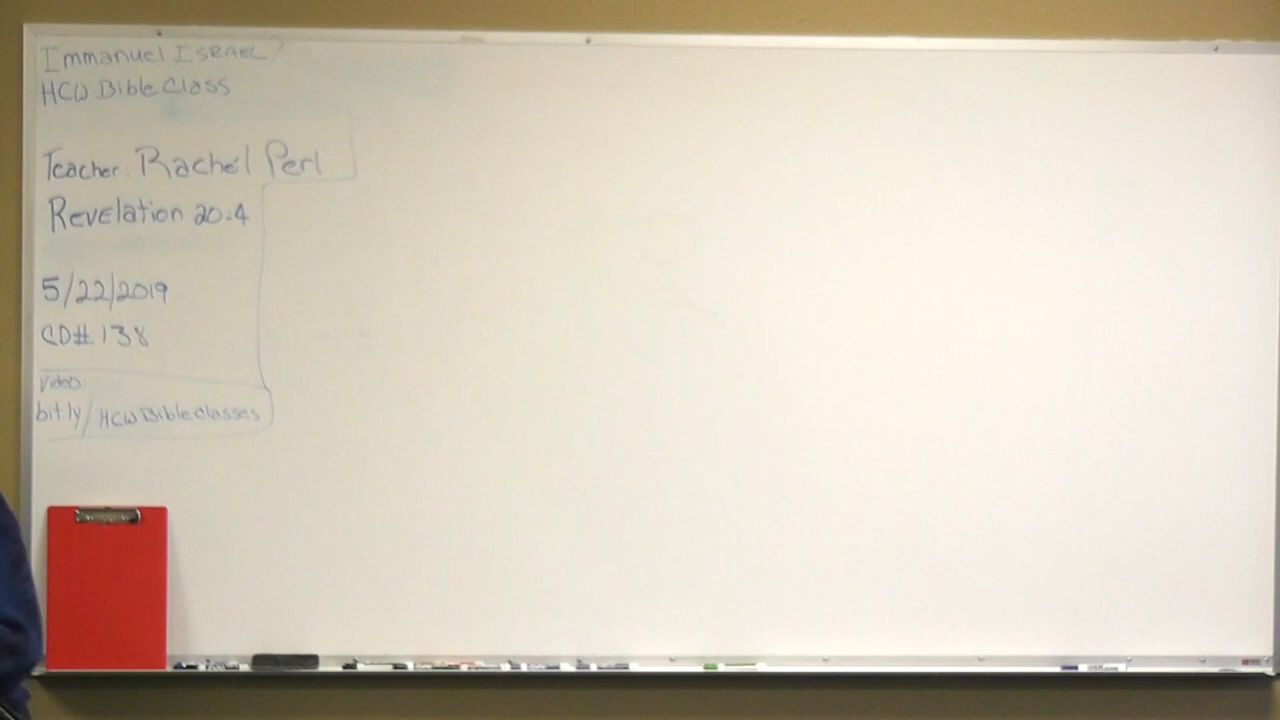 Immanuel ISRAEL/
HCW Bible Class
Teacher: Rachel Perl
Revelation 20:4
5/22/2019
CD# 138
Video:
bit.ly/HCWBibleclasses